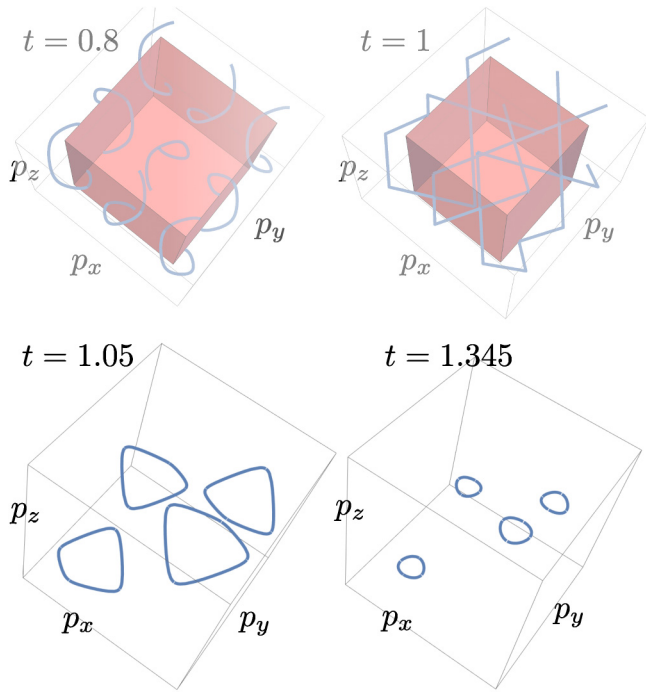 t = 0.8
p_z
p_x
p_y
t = 1
p_z
p_x
p_y
t = 1.05
p_z
p_x
p_y
t = 1.345
p_z
p_x
p_y